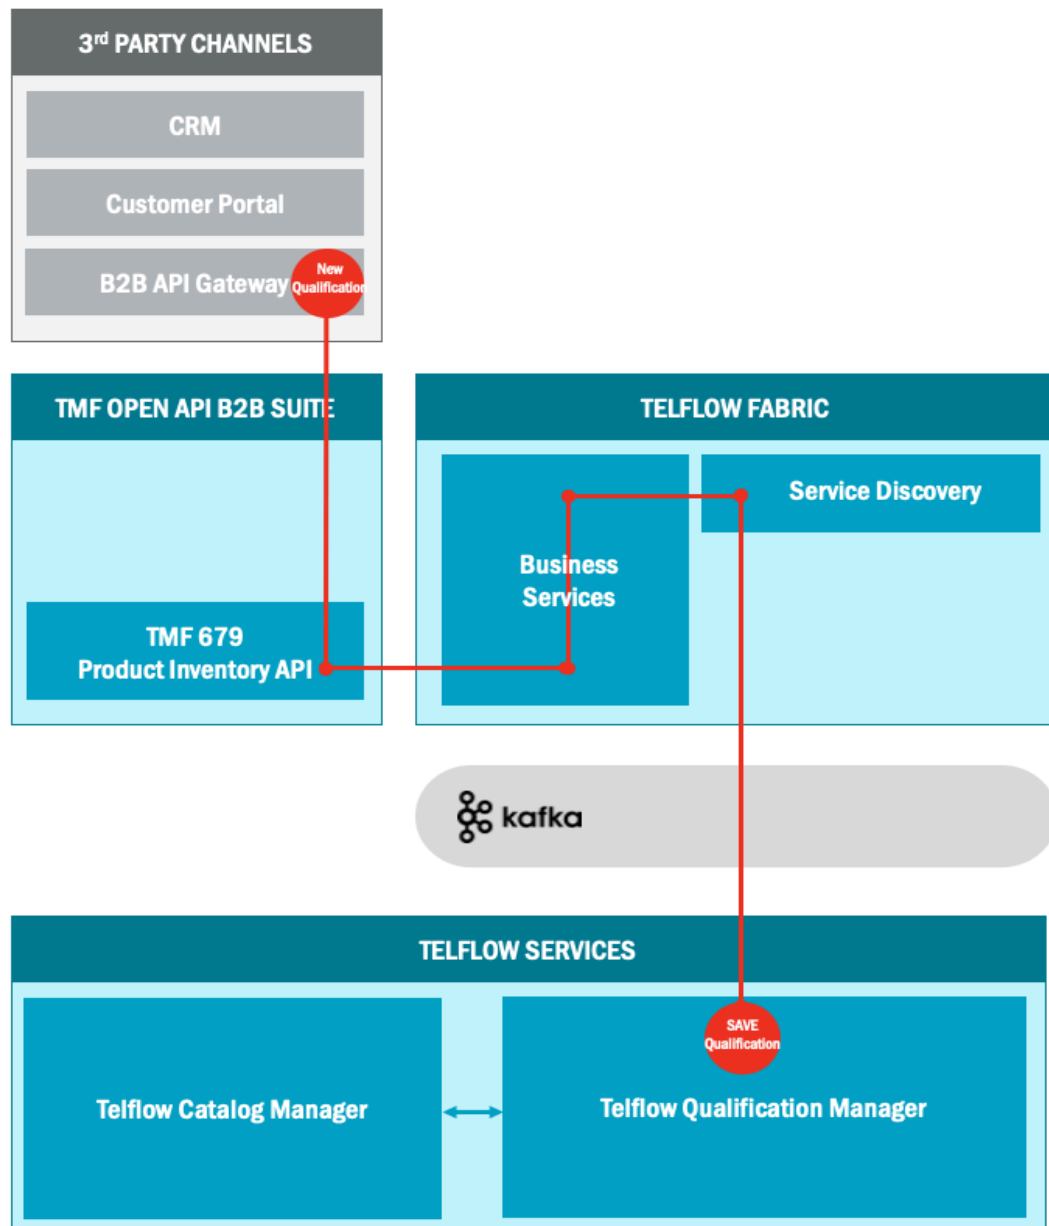 3rd PARTY CHANNELS
CRM
Customer Portal
B2B API Gateway
New
Qualification
TMF OPEN API B2B SUITE
TELFLOW FABRIC
Service Discovery
Business
Services
TMF 679
Product Inventory API
kafka
TELFLOW SERVICES
SAVE
Qualification
Telflow Catalog Manager
Telflow Qualification Manager